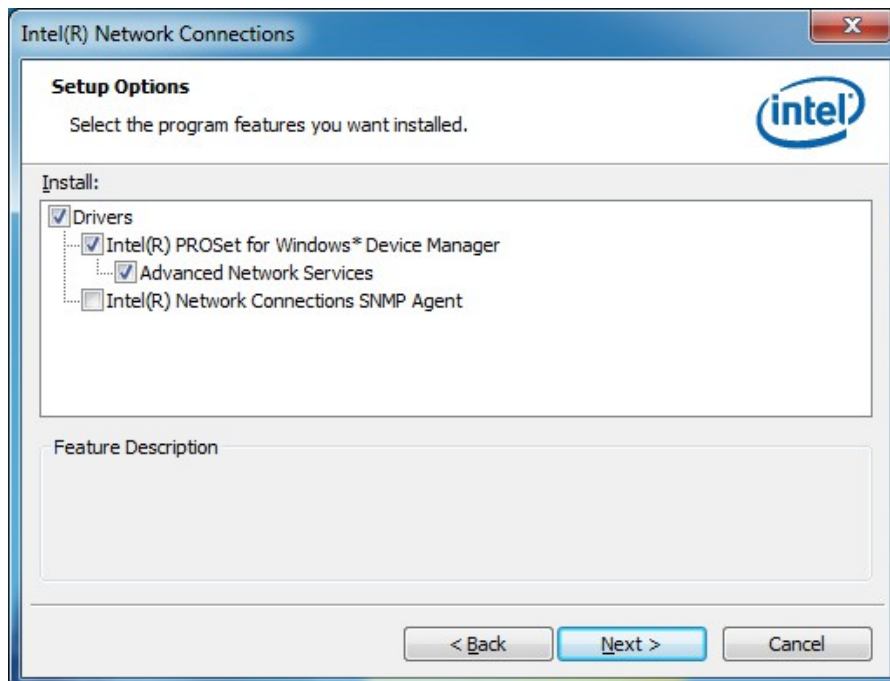 Intel(R) Network Connections
X
Setup Options
Select the program features you want installed.
intel
Install:
Drivers
Intel(R) PROSet for Windows* Device Manager
Advanced Network Services
Intel(R) Network Connections SNMP Agent
Feature Description
< Back
Next >
Cancel